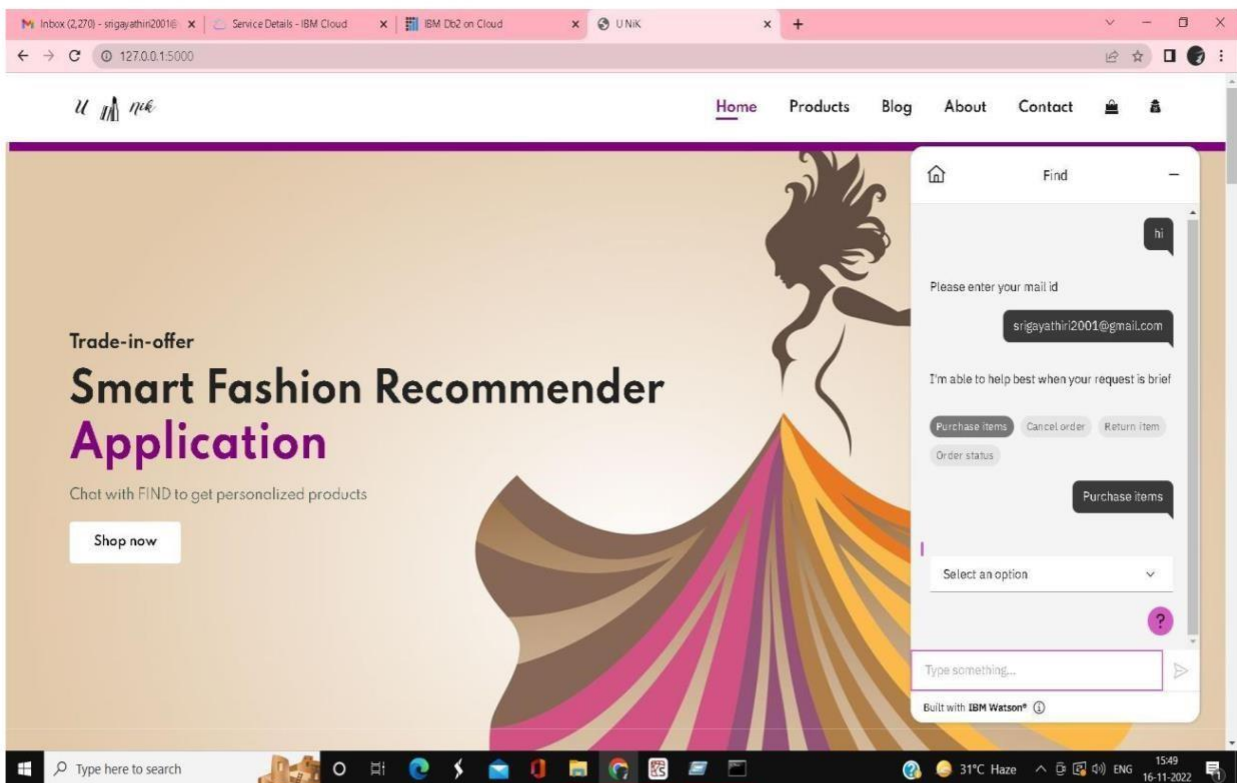 Inbox (2,270) - srigayathiri2001@
Service Details - IBM Cloud
IBM Db2 on Cloud
U NiK
127.0.0.1:5000
U nik
Home Products Blog About Contact
Find
hi
Please enter your mail id
srigayathiri2001@gmail.com
I'm able to help best when your request is brief
Purchase items Cancel order Return item
Order status
Purchase items
Select an option
?
Type something...
Built with IBM Watson®
Trade-in-offer
Smart Fashion Recommender
Application
Chat with FIND to get personalized products
Shop now
Type here to search
31°C Haze
ENG
15:49
16-11-2022